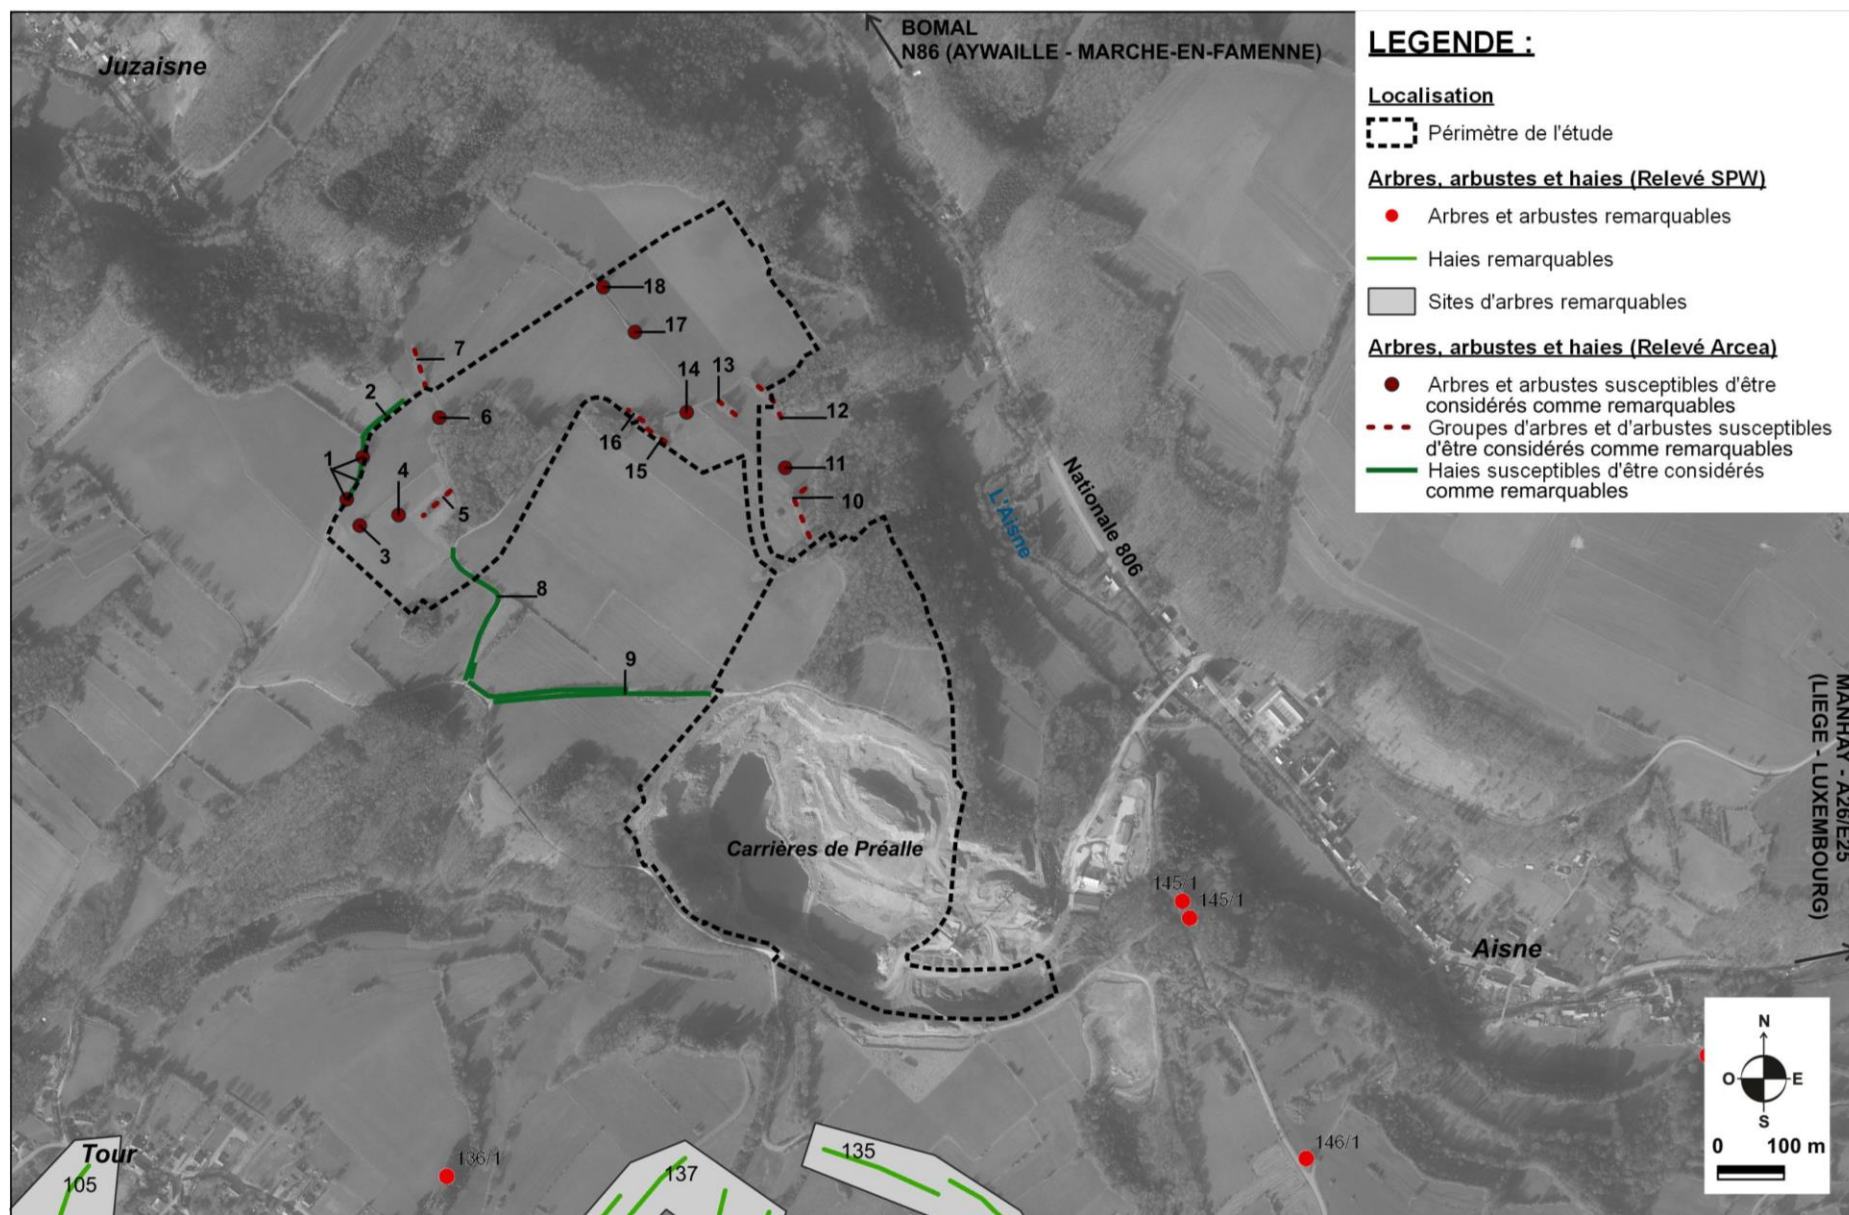 Juzaisne
BOMAL
N86 (AYWAILLE - MARCHE-EN-FAMENNE)
LEGENDE :
Localisation
Périmètre de l'étude
Arbres, arbustes et haies (Relevé SPW)
Arbres et arbustes remarquables
Haies remarquables
Sites d'arbres remarquables
Arbres, arbustes et haies (Relevé Arcea)
Arbres et arbustes susceptibles d'être
considérés comme remarquables
Groupes d'arbres et d'arbustes susceptibles
d'être considérés comme remarquables
Haies susceptibles d'être considérés
comme remarquables
18
17
7
14
13
2
6
12
16
15
1
4
11
10
5
3
8
9
L'Aisne
Nationale 806
MANHAY - A26/E25
(LIEGE - LUXEMBOURG)
Carrières de Préalle
145/1
145/1
Aisne
Tour
105
136/1
137
135
146/1
N
O
E
S
0 100 m